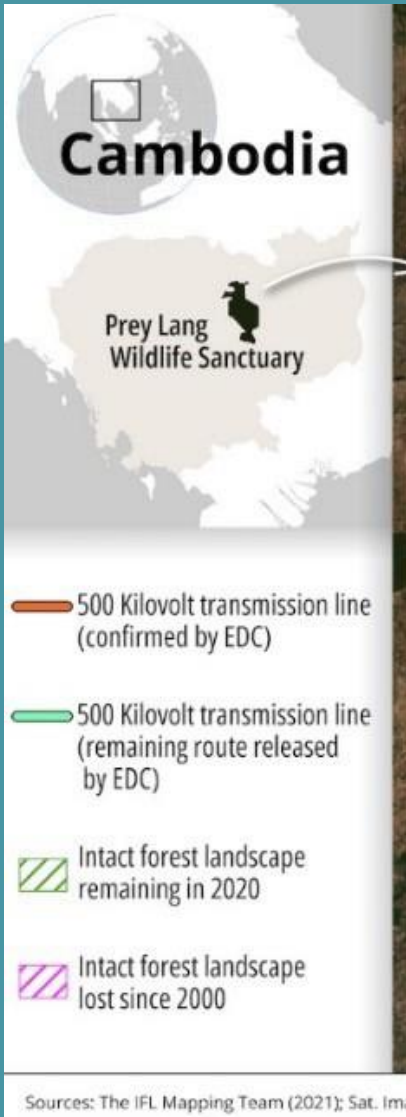 Cambodia
Prey Lang
Wildlife Sanctuary
500 Kilovolt transmission line
(confirmed by EDC)
500 Kilovolt transmission line
(remaining route released
by EDC)
Intact forest landscape
remaining in 2020
Intact forest landscape
lost since 2000
Sources: The IFL Mapping Team (2021); Sat.